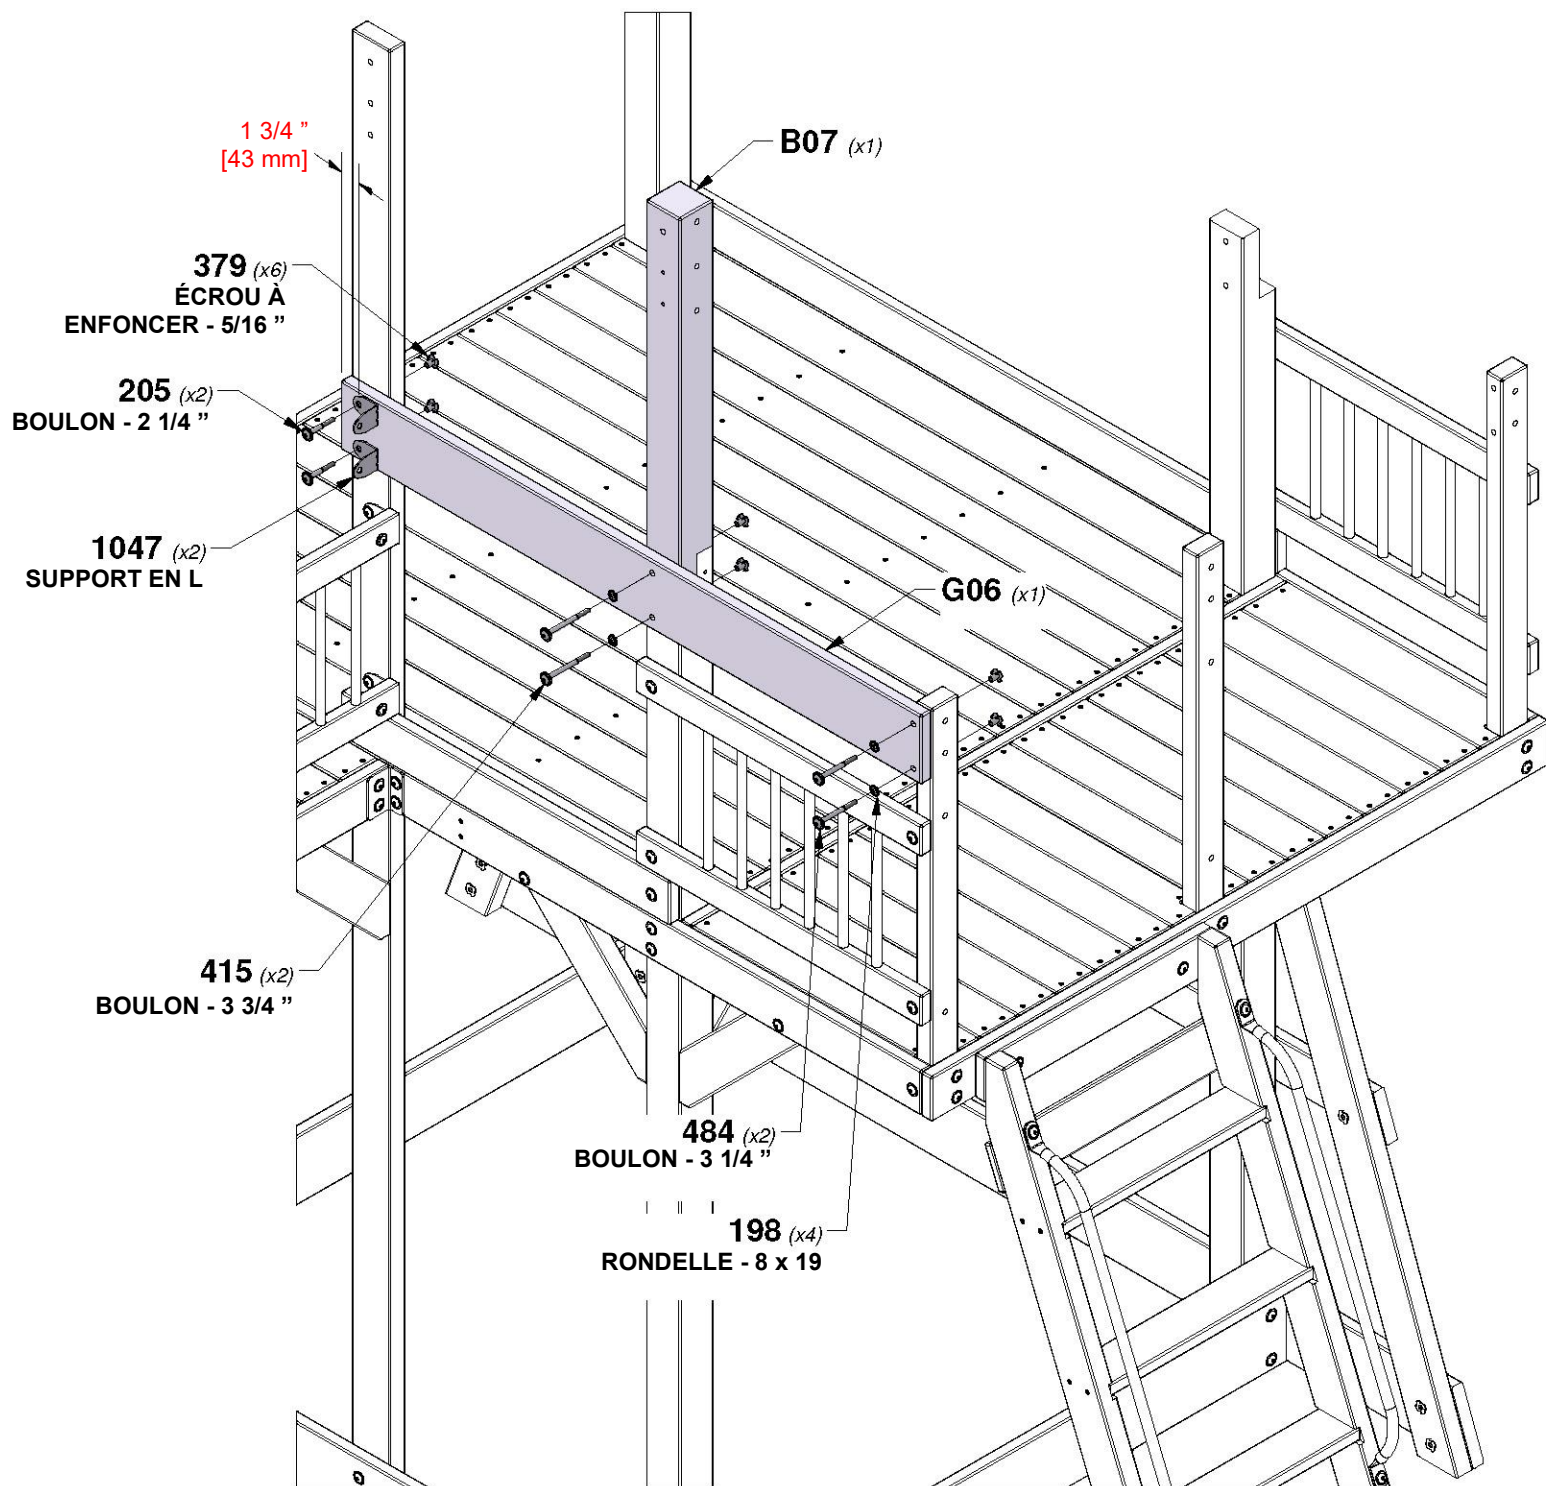 1 3/4 ”
[43 mm]
B07 (x1)
379 (x6)
ÉCROU À
ENFONCER - 5/16 ”
205 (x2)
BOULON - 2 1/4 ”
1047 (x2)
SUPPORT EN L
G06 (x1)
415 (x2)
BOULON - 3 3/4 ”
484 (x2)
BOULON - 3 1/4 ”
198 (x4)
RONDELLE - 8 x 19